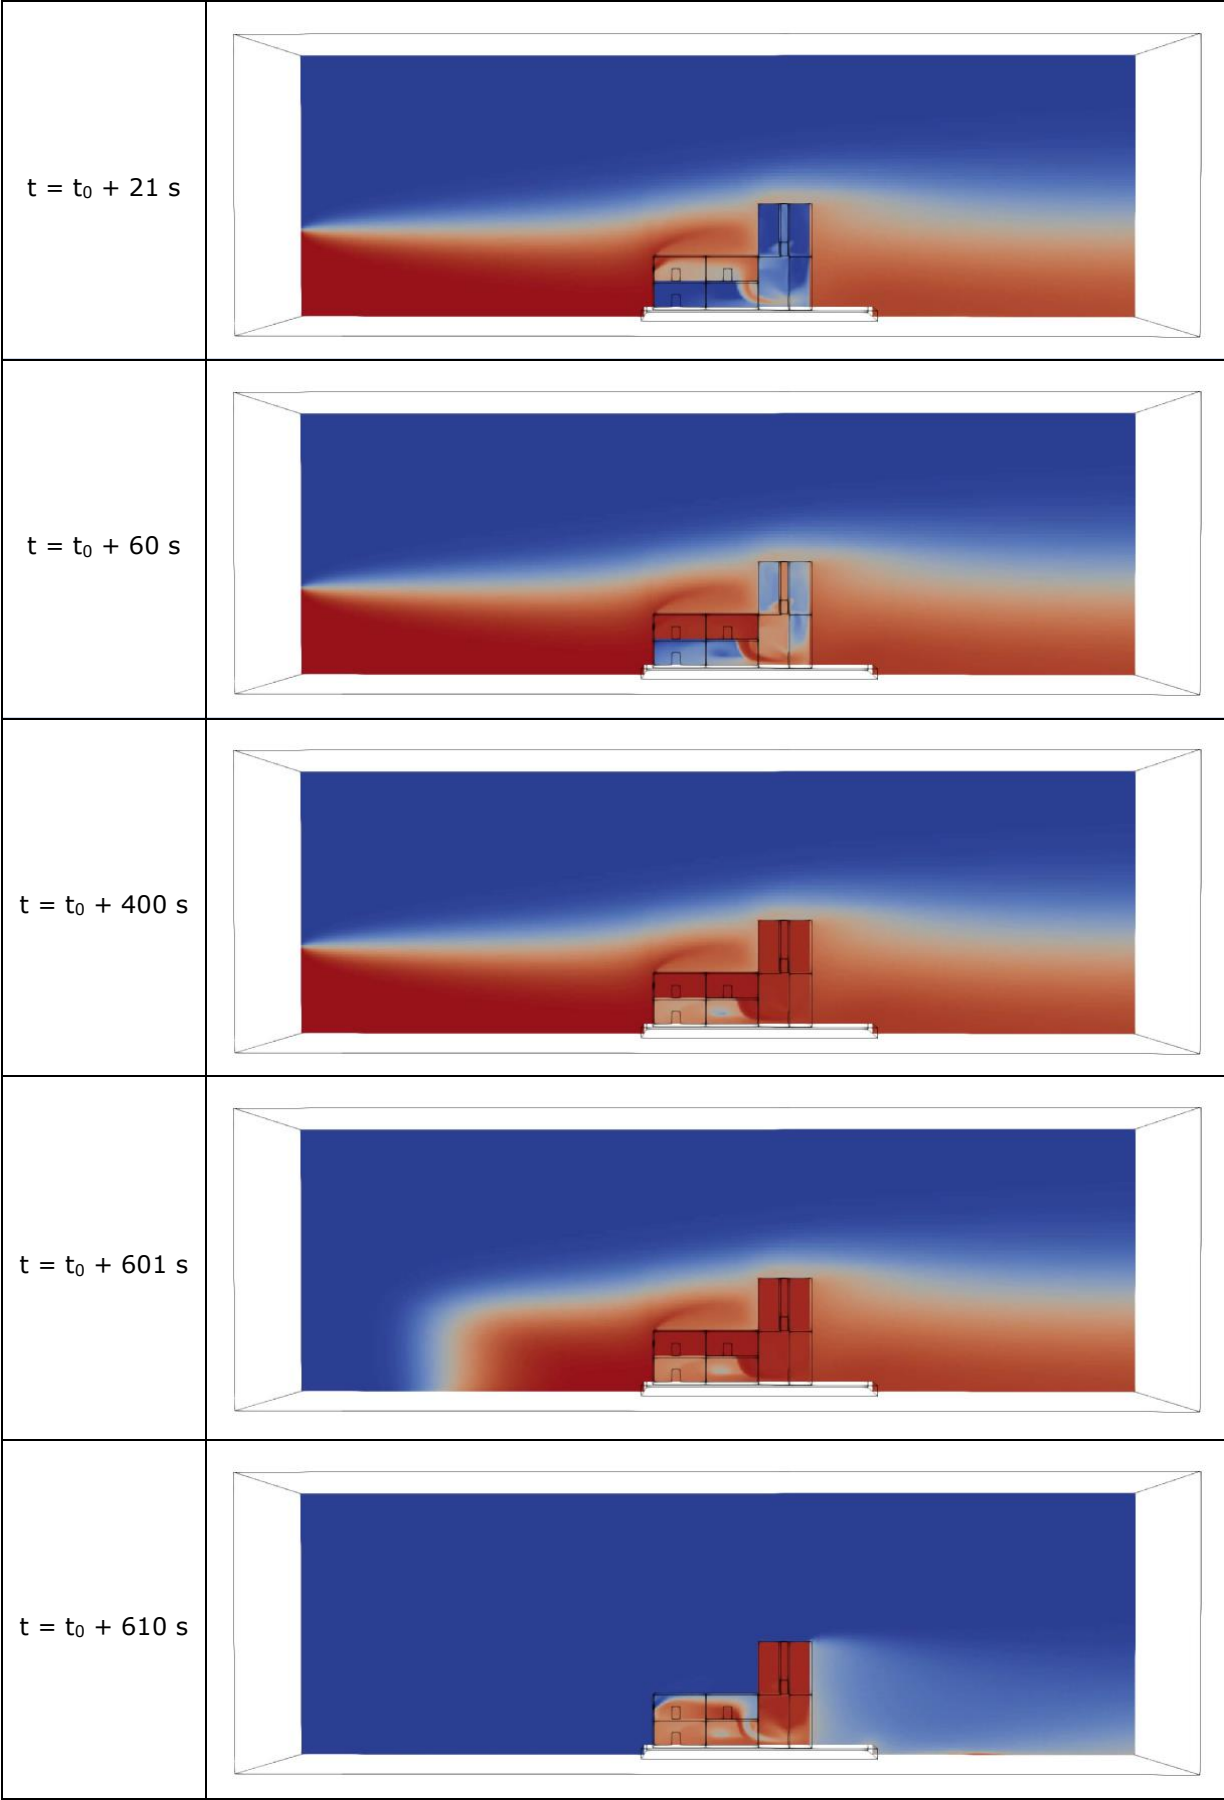 t = t₀ + 21 s
t = t₀ + 60 s
t = t₀ + 400 s
t = t₀ + 601 s
t = t₀ + 610 s